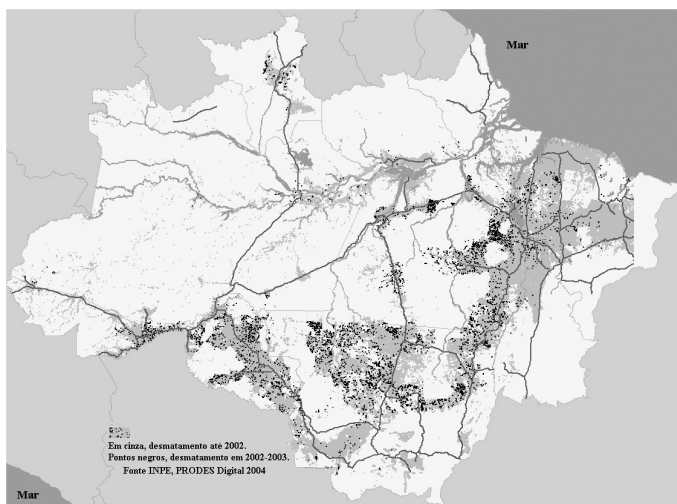 Mar
Em cinza, desmatamento até 2002.
Pontos negros, desmatamento em 2002-2003.
Fonte INPE, PRODES Digital 2004
Mar